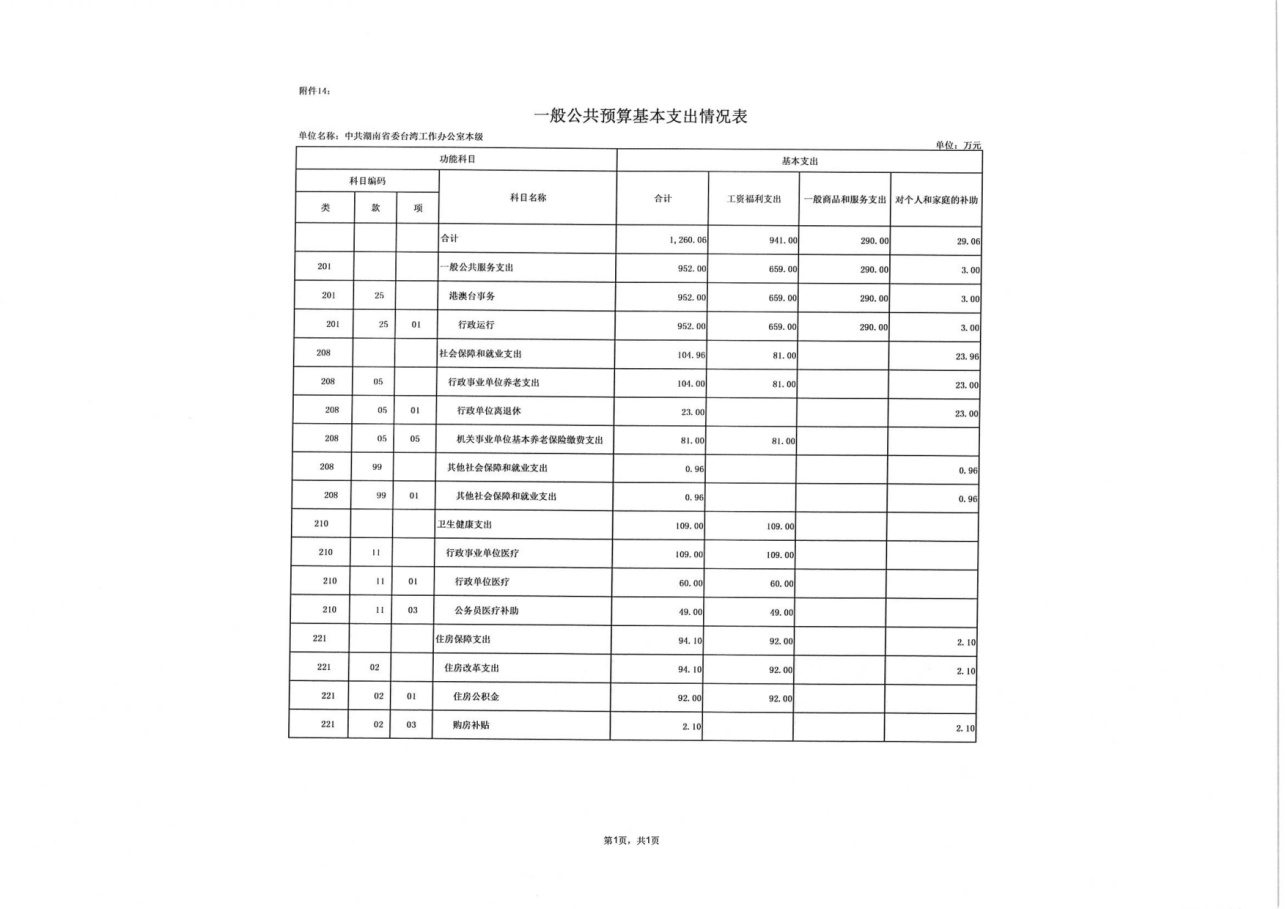 附件14：
一般公共预算基本支出情况表
单位名称：中共湖南省委台湾工作办公室本级 单位：万元
功能科目 基本支出
科目编码 科目名称 合计 工资福利支出 一般商品和服务支出 对个人和家庭的补助
类 款 项
合计 1,260.06 941.00 290.00 29.06
201 一般公共服务支出 952.00 659.00 290.00 3.00
201 25 港澳台事务 952.00 659.00 290.00 3.00
201 25 01 行政运行 952.00 659.00 290.00 3.00
208 社会保障和就业支出 104.96 81.00 23.96
208 05 行政事业单位养老支出 104.00 81.00 23.00
208 05 01 行政单位离退休 23.00 23.00
208 05 05 机关事业单位基本养老保险缴费支出 81.00 81.00
208 99 其他社会保障和就业支出 0.96 0.96
208 99 01 其他社会保障和就业支出 0.96 0.96
210 卫生健康支出 109.00 109.00
210 11 行政事业单位医疗 109.00 109.00
210 11 01 行政单位医疗 60.00 60.00
210 11 03 公务员医疗补助 49.00 49.00
221 住房保障支出 94.10 92.00 2.10
221 02 住房改革支出 94.10 92.00 2.10
221 02 01 住房公积金 92.00 92.00
221 02 03 购房补贴 2.10 2.10
第1页，共1页